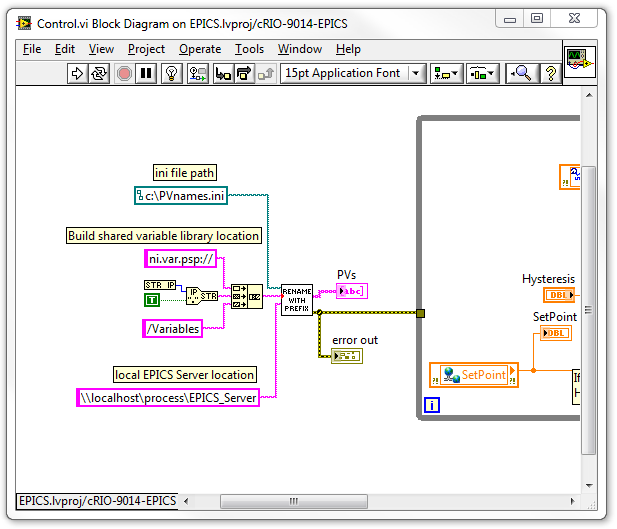 Control.vi Block Diagram on EPICS.lvproj/cRIO-9014-EPICS
File Edit View Project Operate Tools Window Help
15pt Application Font
ini file path
c:\PVnames.ini
Build shared variable library location
ni.var.psp://
STR IP
IP
STR
T
/Variables
RENAME
WITH
PREFIX
PVs
abc
error out
local EPICS Server location
\\localhost\process\EPICS_Server
Hysteresis
DBL
SetPoint
DBL
?! SetPoint ?!
If
H
i
?!
EPICS.lvproj/cRIO-9014-EPICS